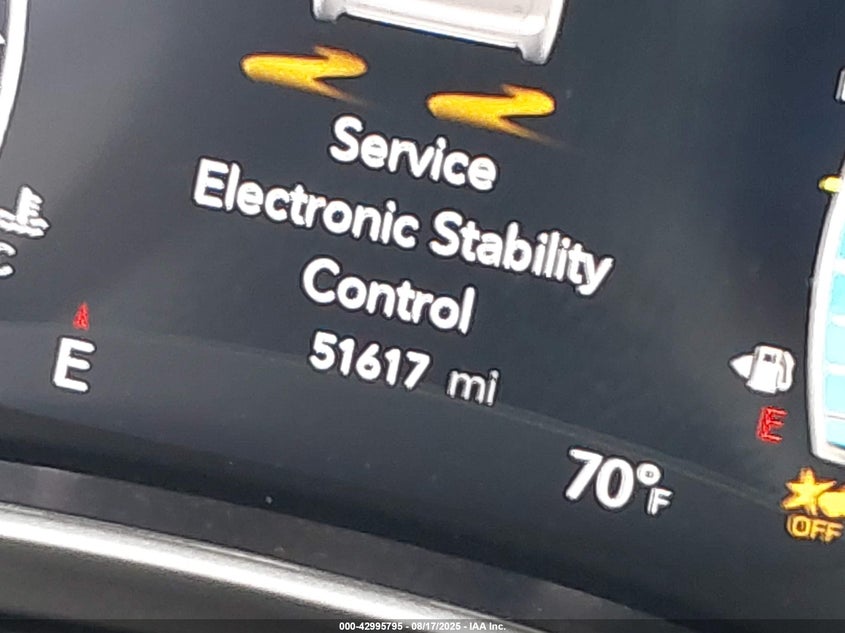 Service
Electronic Stability
Control
51617 mi
E
E
70°F
OFF
000-42995795 - 08/17/2025 - IAA Inc.